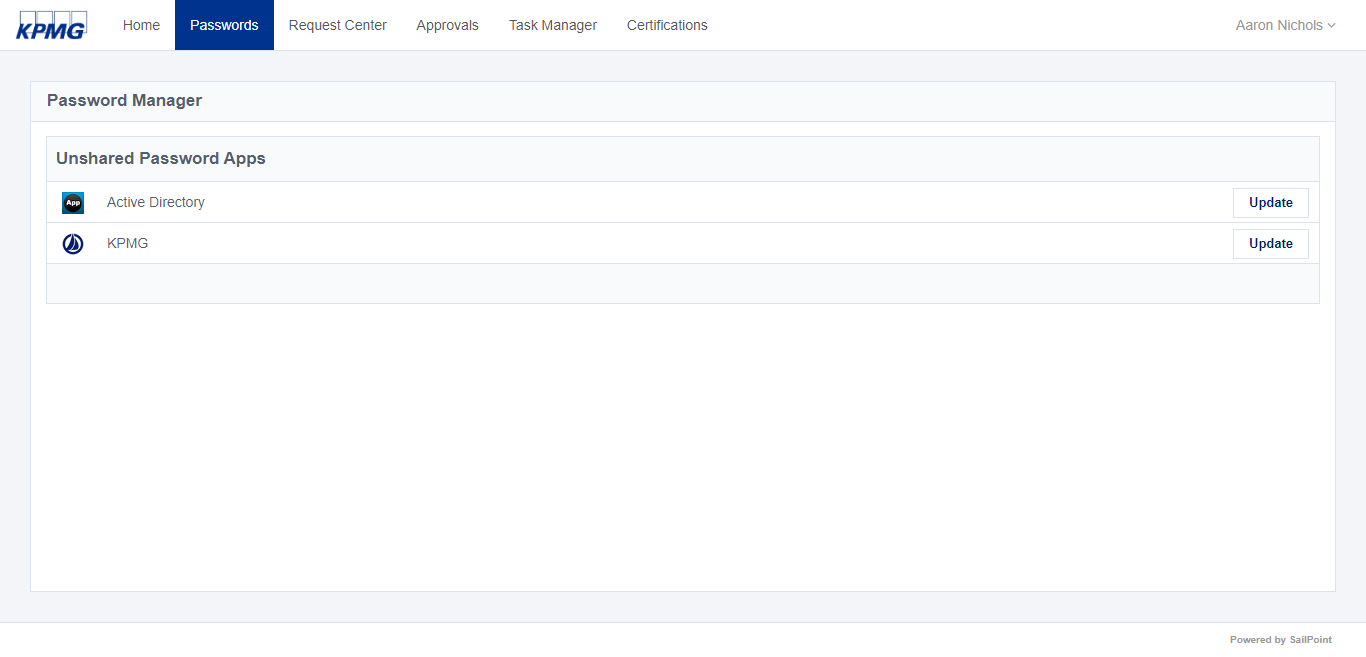 KPMG Home Passwords Request Center Approvals Task Manager Certifications Aaron Nichols
Password Manager
Unshared Password Apps
App Active Directory Update
KPMG Update
Powered by SailPoint